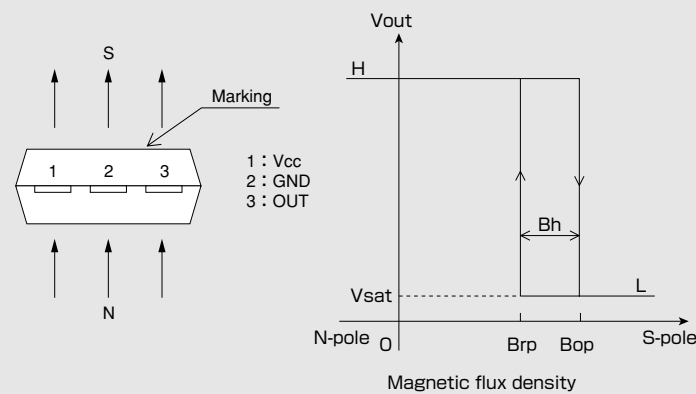 S
Marking
1 2 3
1：Vcc
2：GND
3：OUT
N
Vout
H
Bh
Vsat
L
N-pole
O
Brp
Bop
S-pole
Magnetic flux density